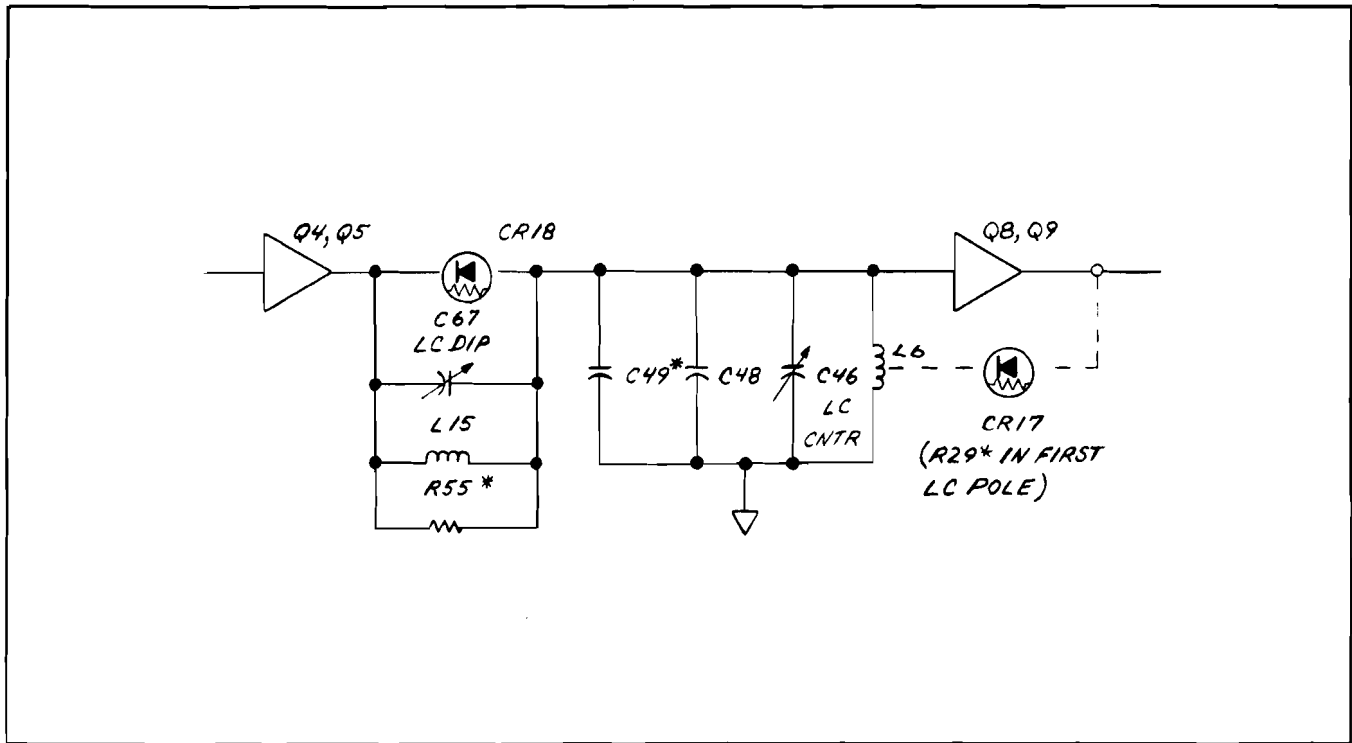 Q4, Q5
CR18
Q8, Q9
C67
LC DIP
L15
R55 *
C49*
C48
C46
LC
CNTR
L6
CR17
(R29* IN FIRST
LC POLE)